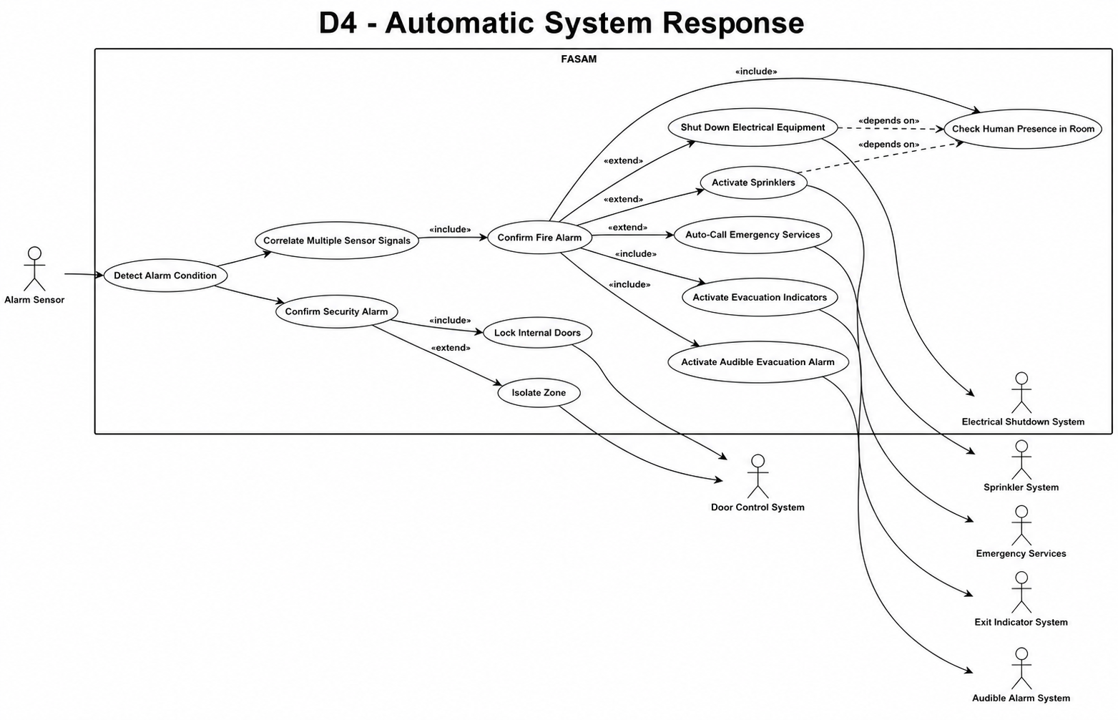 D4 - Automatic System Response
FASAM
«include»
Shut Down Electrical Equipment
«depends on»
Check Human Presence in Room
«depends on»
«extend»
Activate Sprinklers
«extend»
Correlate Multiple Sensor Signals
«include»
Confirm Fire Alarm
«extend»
Auto-Call Emergency Services
«include»
Detect Alarm Condition
Alarm Sensor
Activate Evacuation Indicators
«include»
Confirm Security Alarm
«include»
Lock Internal Doors
«extend»
Activate Audible Evacuation Alarm
Isolate Zone
Electrical Shutdown System
Sprinkler System
Door Control System
Emergency Services
Exit Indicator System
Audible Alarm System